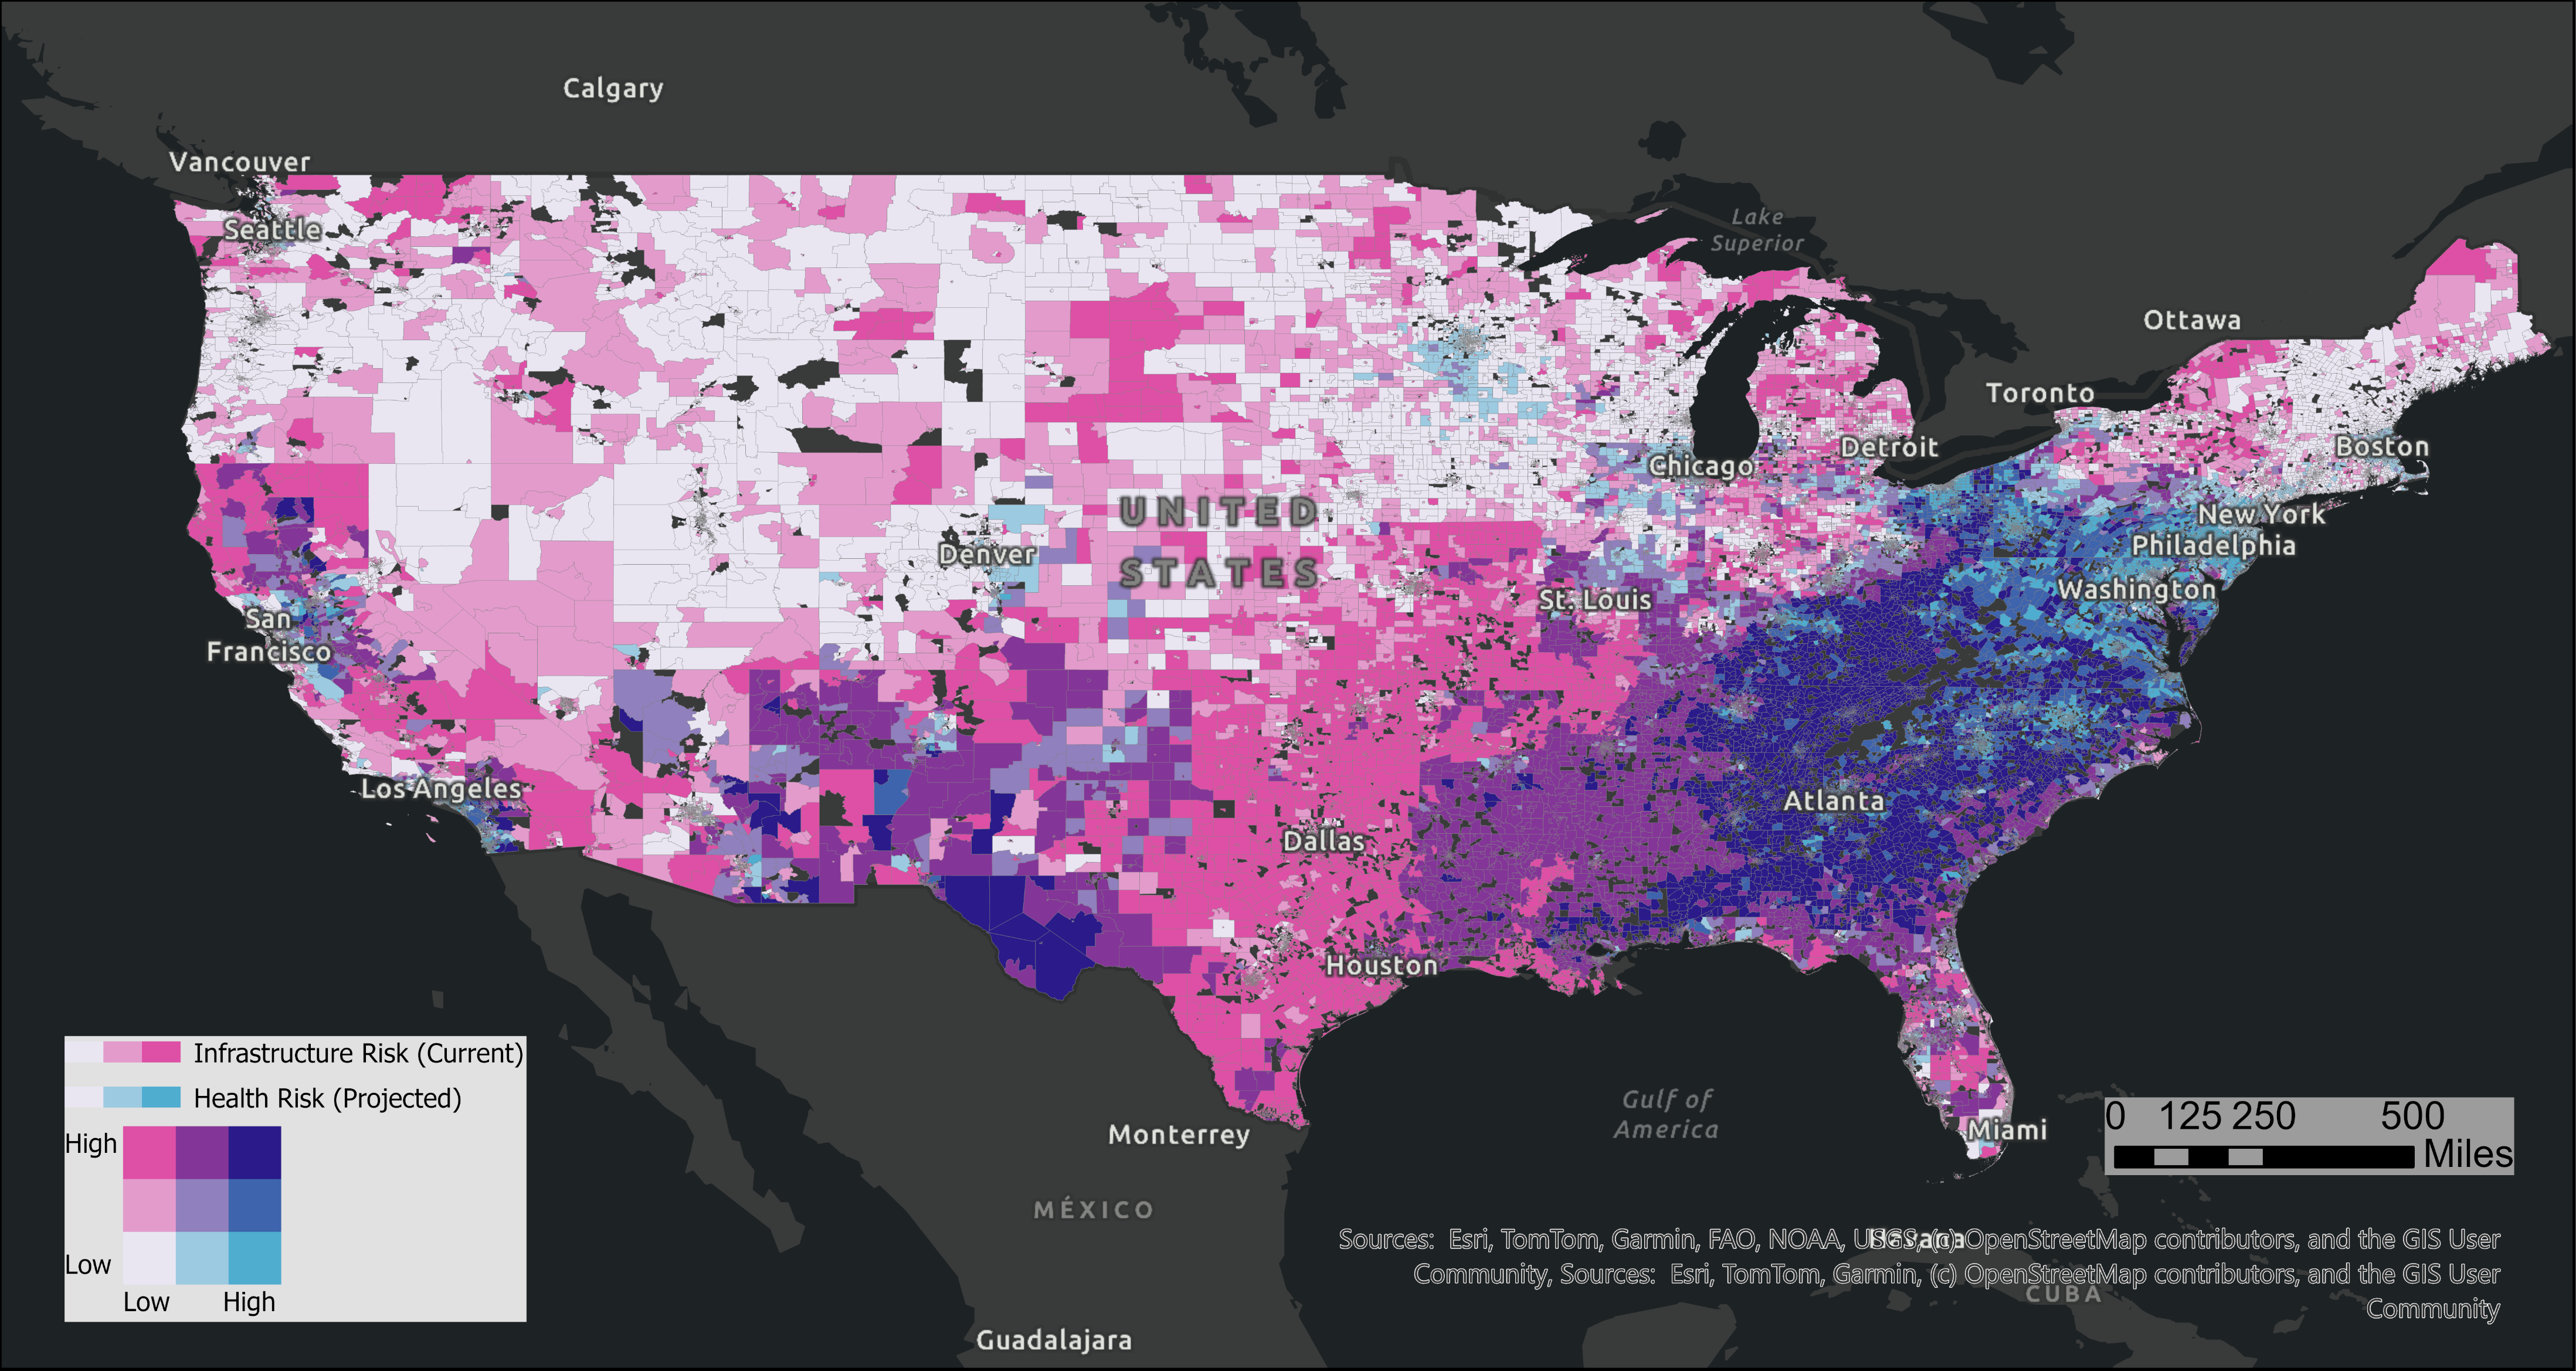 Calgary
Vancouver
Seattle
Lake
Superior
Ottawa
Toronto
Boston
Detroit
Chicago
New York
UNITED
STATES
Denver
Philadelphia
Washington
St. Louis
San
Francisco
Los Angeles
Atlanta
Dallas
Houston
Infrastructure Risk (Current)
Health Risk (Projected)
High
Low
Low High
Gulf of
America
Miami
0 125 250 500
Miles
Monterrey
MÉXICO
Havana
Sources: Esri, TomTom, Garmin, FAO, NOAA, USGS, (c) OpenStreetMap contributors, and the GIS User
Community, Sources: Esri, TomTom, Garmin, (c) OpenStreetMap contributors, and the GIS User
Community
CUBA
Guadalajara